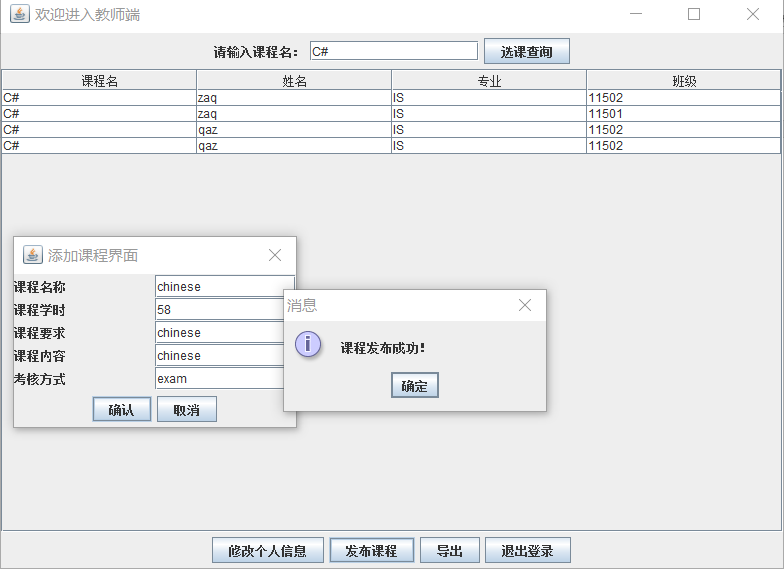 欢迎进入教师端
请输入课程名： C# 选课查询
课程名 姓名 专业 班级
C# zaq IS 11502
C# zaq IS 11501
C# qaz IS 11502
C# qaz IS 11502
添加课程界面
课程名称 chinese
课程学时 58
课程要求 chinese
课程内容 chinese
考核方式 exam
确认 取消
消息
课程发布成功！
确定
修改个人信息 发布课程 导出 退出登录